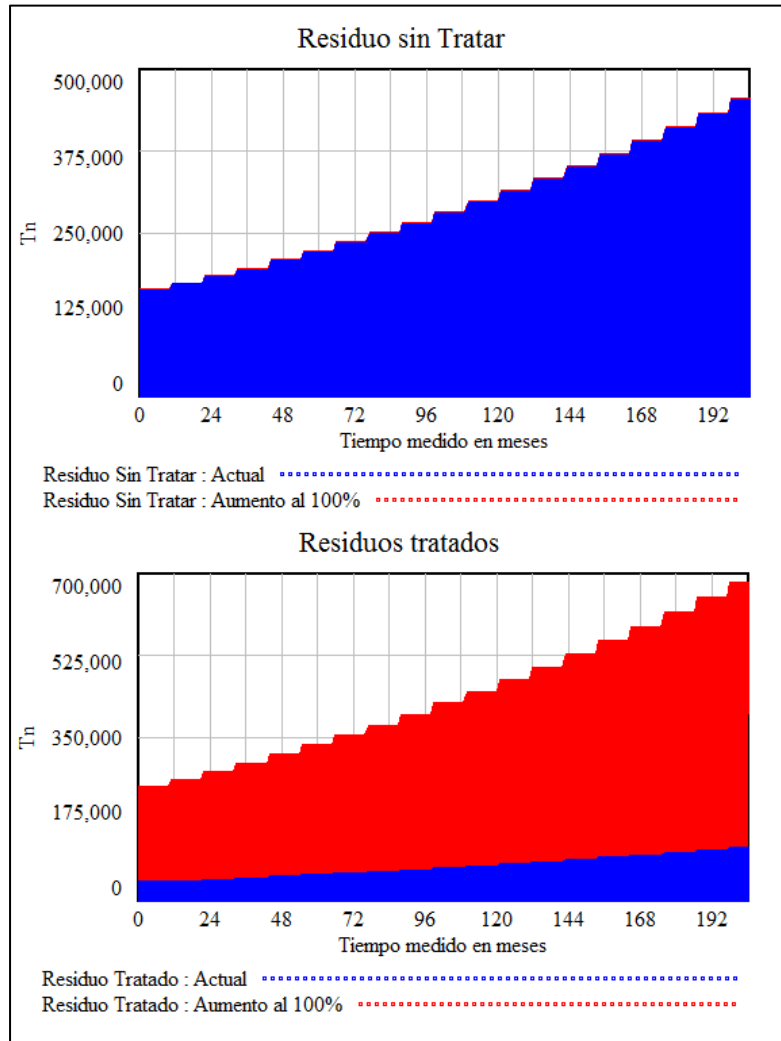 Residuo sin Tratar
500,000
375,000
250,000
125,000
0
Tn
0 24 48 72 96 120 144 168 192
Tiempo medido en meses
Residuo Sin Tratar : Actual
Residuo Sin Tratar : Aumento al 100%
Residuos tratados
700,000
525,000
350,000
175,000
0
Tn
0 24 48 72 96 120 144 168 192
Tiempo medido en meses
Residuo Tratado : Actual
Residuo Tratado : Aumento al 100%